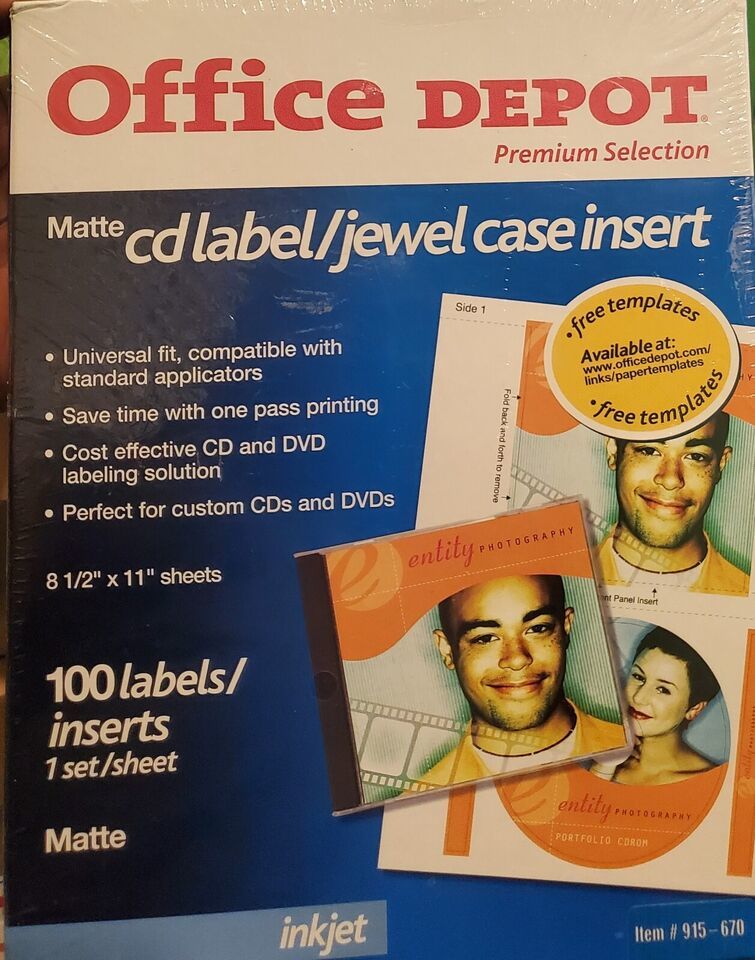 Office DEPOT®
Premium Selection
Matte cd label/jewel case insert
Side 1
• free templates
Available at:
www.officedepot.com/
links/papertemplates
• free templates
• Universal fit, compatible with
standard applicators
• Save time with one pass printing
• Cost effective CD and DVD
labeling solution
• Perfect for custom CDs and DVDs
Fold back and forth to remove
8 1/2" x 11" sheets
e entity PHOTOGRAPHY
nt Panel Insert
100 labels/
inserts
1 set/sheet
Matte
e entity PHOTOGRAPHY
PORTFOLIO CDROM
inkjet
Item # 915-670